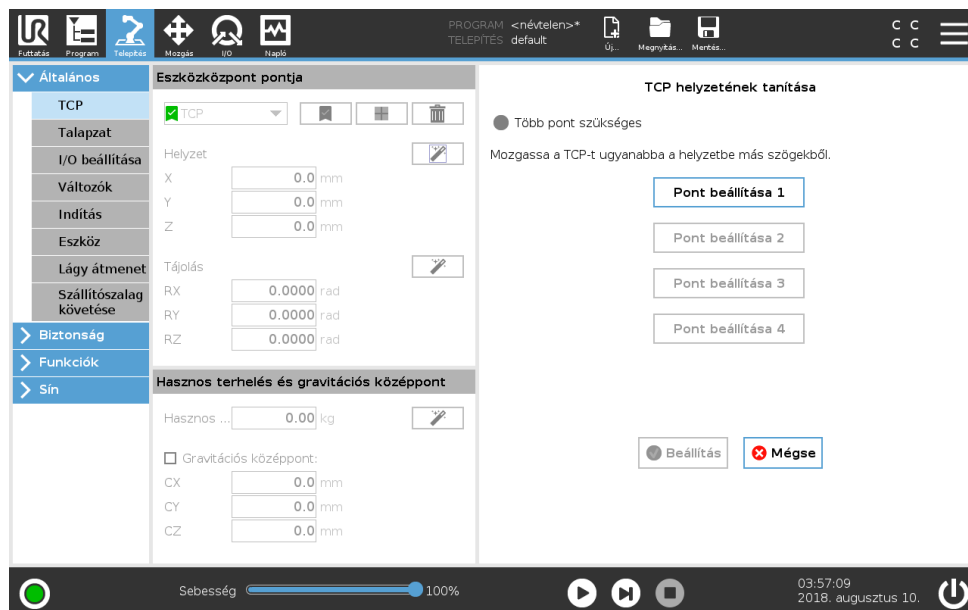 PROGRAM <névtelen>*
TELEPÍTÉS default
Futtatás Program Telepítés Mozgás I/O Napló
Új... Megnyitás... Mentés...
C C
C C
Általános
TCP
Talapzat
I/O beállítása
Változók
Indítás
Eszköz
Lágy átmenet
Szállítószalag
követése
Biztonság
Funkciók
Sín
Eszközközpont pontja
TCP
Helyzet
X 0.0 mm
Y 0.0 mm
Z 0.0 mm
Tájolás
RX 0.0000 rad
RY 0.0000 rad
RZ 0.0000 rad
Hasznos terhelés és gravitációs középpont
Hasznos ... 0.00 kg
Gravitációs középpont:
CX 0.0 mm
CY 0.0 mm
CZ 0.0 mm
TCP helyzetének tanítása
Több pont szükséges
Mozgassa a TCP-t ugyanabba a helyzetbe más szögekből.
Pont beállítása 1
Pont beállítása 2
Pont beállítása 3
Pont beállítása 4
Beállítás Mégse
Sebesség 100%
03:57:09
2018. augusztus 10.